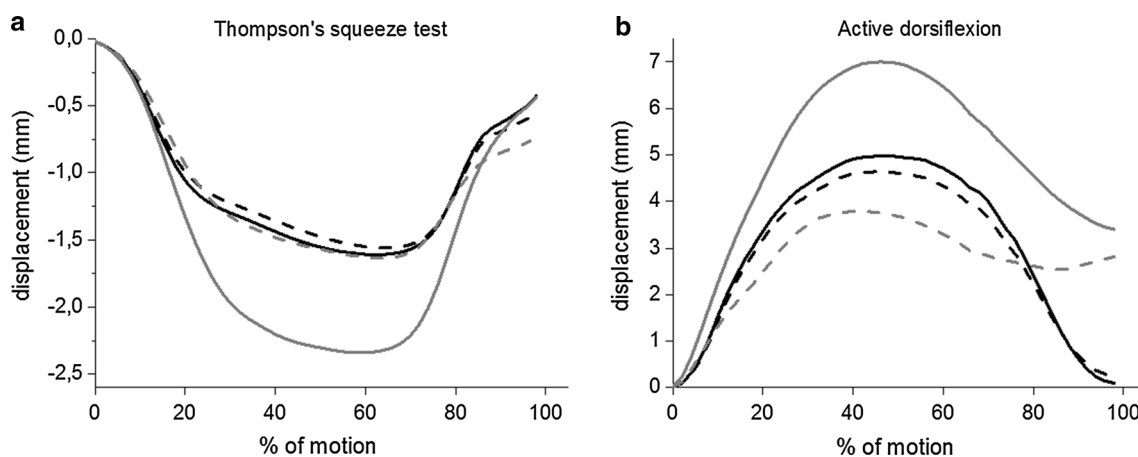 a
Thompson's squeeze test
0,0
-0,5
-1,0
-1,5
-2,0
-2,5
displacement (mm)
0 20 40 60 80 100
% of motion
b
Active dorsiflexion
7
6
5
4
3
2
1
0
displacement (mm)
0 20 40 60 80 100
% of motion